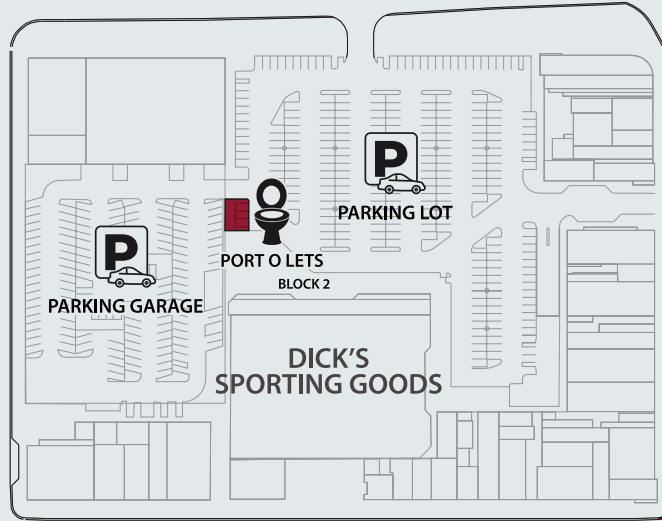 P
PARKING LOT
P
PARKING GARAGE
PORT O LETS
BLOCK 2
DICK'S
SPORTING GOODS